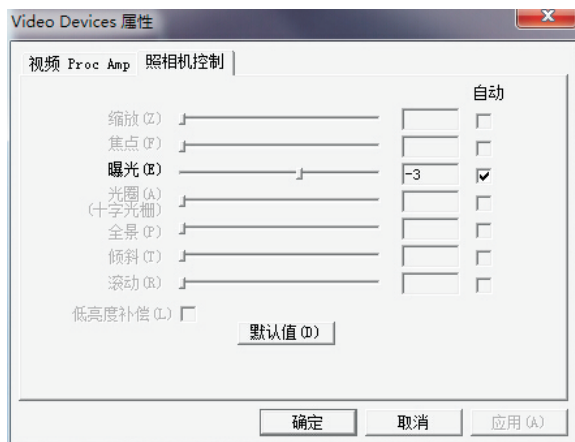 Video Devices 属性
视频 Proc Amp 照相机控制
自动
缩放(Z)
焦点(F)
曝光(E) -3
光圈(A)
(十字光栅)
全景(P)
倾斜(T)
滚动(R)
低亮度补偿(L)
默认值(D)
确定 取消 应用(A)